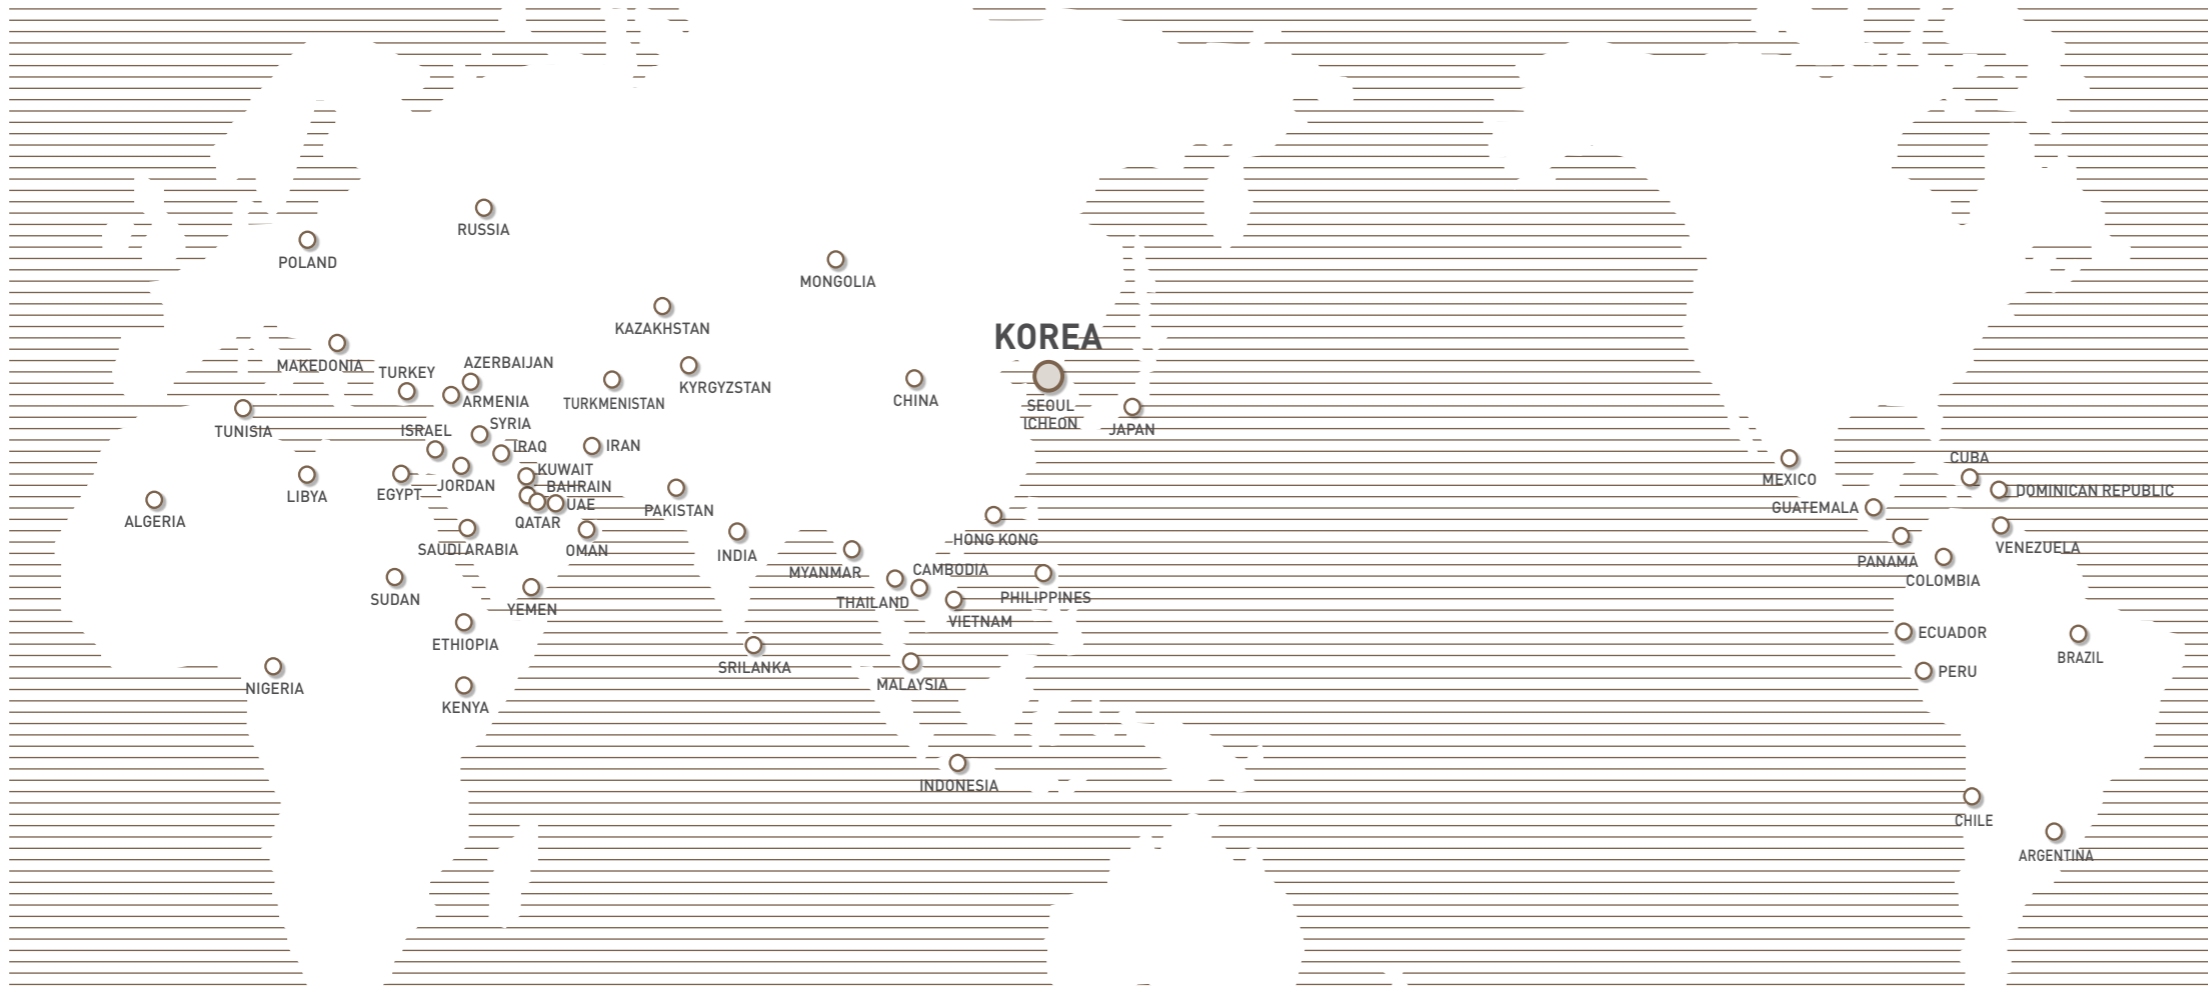 RUSSIA
POLAND
MONGOLIA
KAZAKHSTAN
KOREA
MAKEDONIA
TURKEY
AZERBAIJAN
ARMENIA
TURKMENISTAN
KYRGYZSTAN
CHINA
SEOUL
ICHEON
JAPAN
TUNISIA
ISRAEL
SYRIA
IRAQ
IRAN
KUWAIT
BAHRAIN
UAE
QATAR
LIBYA
EGYPT
JORDAN
PAKISTAN
ALGERIA
SAUDI ARABIA
OMAN
INDIA
HONG KONG
MYANMAR
CAMBODIA
THAILAND
PHILIPPINES
VIETNAM
SUDAN
YEMEN
ETHIOPIA
SRILANKA
MALAYSIA
NIGERIA
KENYA
INDONESIA
MEXICO
CUBA
DOMINICAN REPUBLIC
GUATEMALA
VENEZUELA
PANAMA
COLOMBIA
ECUADOR
BRAZIL
PERU
CHILE
ARGENTINA